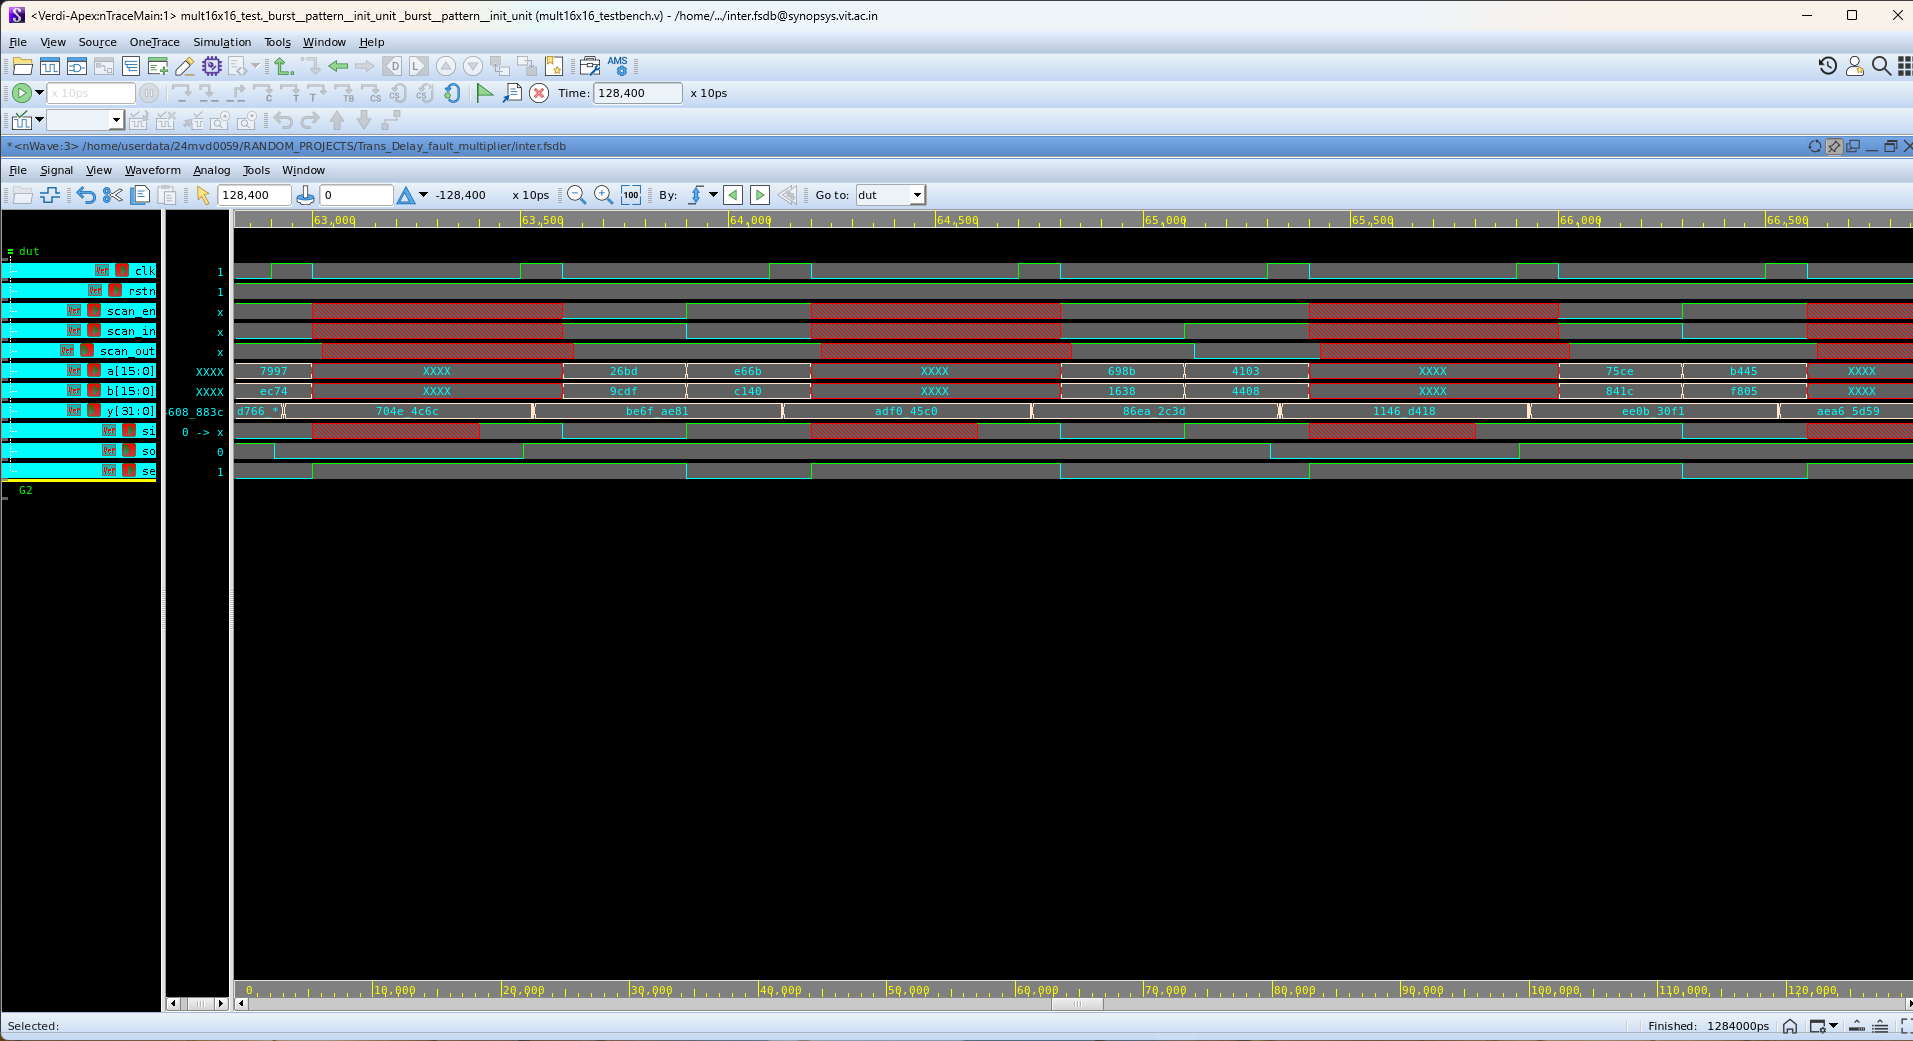 <Verdi-Apex:nTraceMain:1> mult16x16_test._burst__pattern__init_unit _burst__pattern__init_unit (mult16x16_testbench.v) - /home/.../inter.fsdb@synopsys.vit.ac.in
File View Source OneTrace Simulation Tools Window Help
D L AMS
x 10ps C T T TB CS CS CS Time: 128,400 x 10ps
*<nWave:3> /home/userdata/24mvd0059/RANDOM_PROJECTS/Trans_Delay_fault_multiplier/inter.fsdb
File Signal View Waveform Analog Tools Window
128,400 0 -128,400 x 10ps 100 By: Go to: dut
63,000 63,500 64,000 64,500 65,000 65,500 66,000 66,500
dut
clk 1
rstn 1
scan_en x
scan_in x
scan_out x
a[15:0] XXXX 7997 XXXX 26bd e66b XXXX 698b 4103 XXXX 75ce b445 XXXX
b[15:0] XXXX ec74 XXXX 9cdf c140 XXXX 1638 4408 XXXX 841c f805 XXXX
y[31:0] 608_883c d766_* 704e_4c6c be6f_ae81 adf0_45c0 86ea_2c3d 1146_d418 ee0b_30f1 aea6_5d59
si 0 -> x
so 0
se 1
G2
0 10,000 20,000 30,000 40,000 50,000 60,000 70,000 80,000 90,000 100,000 110,000 120,000
Selected: Finished: 1284000ps